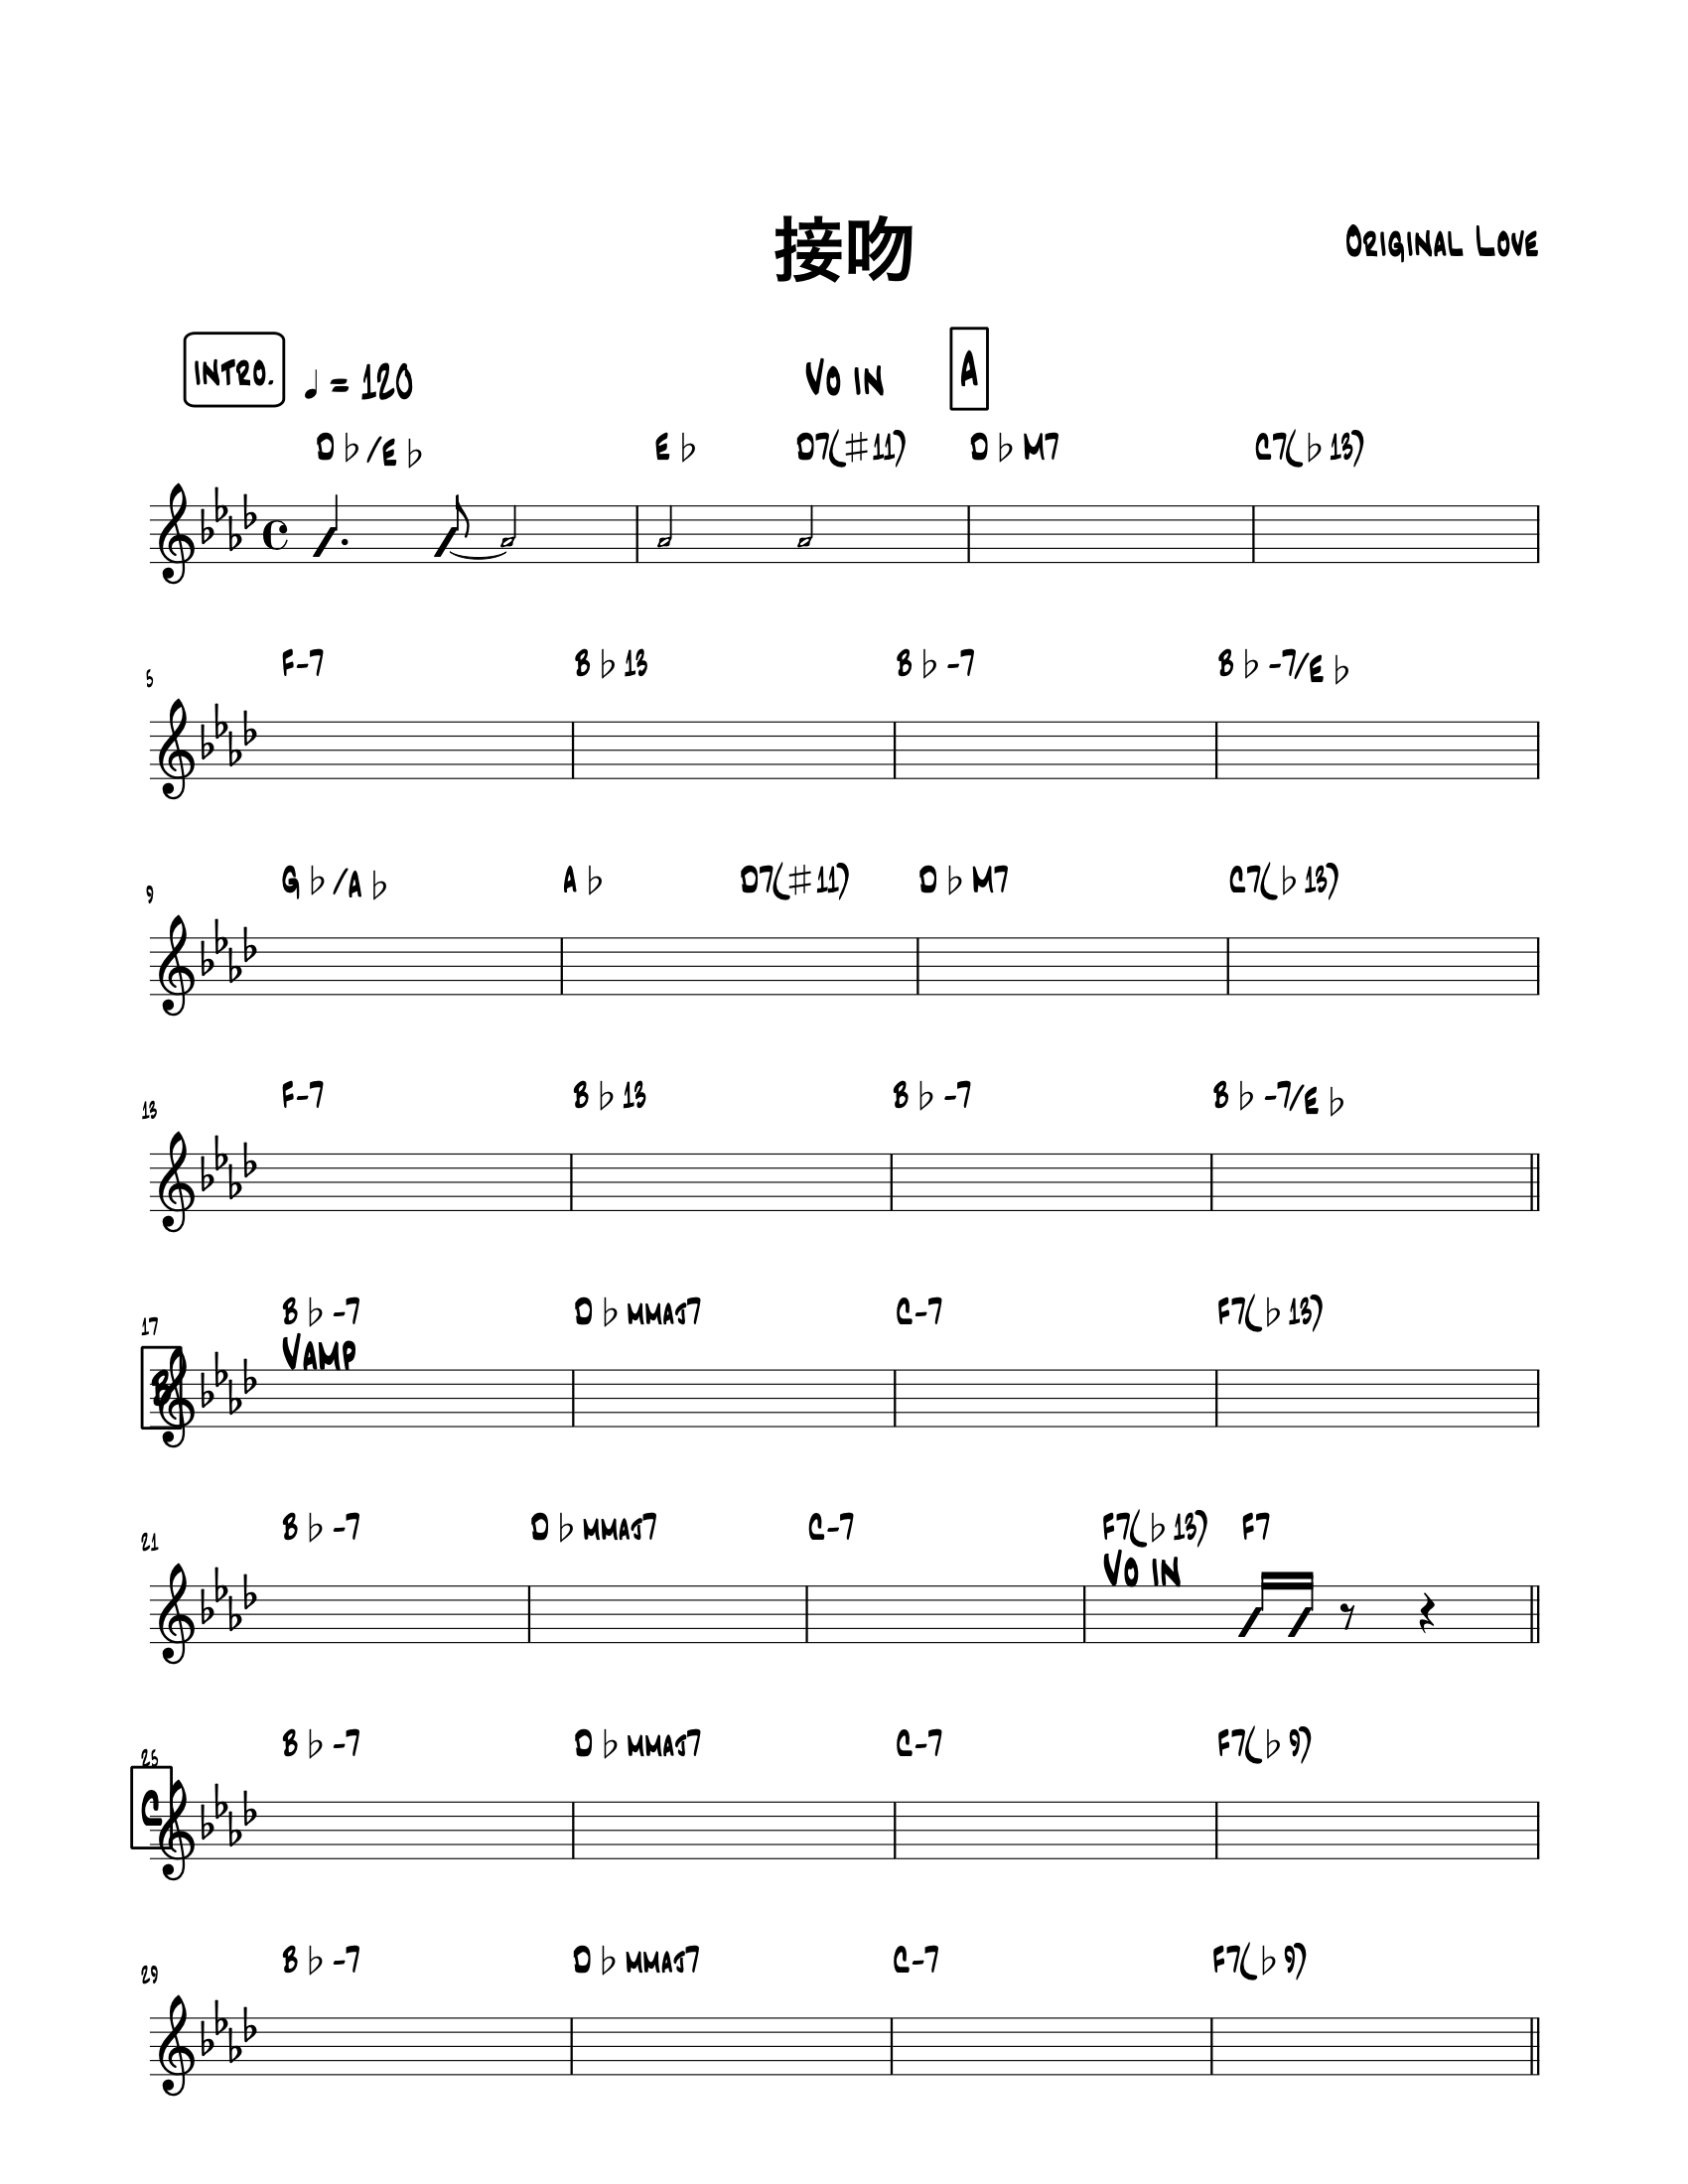 接吻
Original Love
INTRO. ♩ = 120 Vo in A
D♭/E♭ E♭ D7(♯11) D♭M7 C7(♭13)
5 F-7 B♭13 B♭-7 B♭-7/E♭
9 G♭/A♭ A♭ D7(♯11) D♭M7 C7(♭13)
13 F-7 B♭13 B♭-7 B♭-7/E♭
17 B♭-7 D♭mmaj7 C-7 F7(♭13)
B Vamp
21 B♭-7 D♭mmaj7 C-7 F7(♭13) F7
Vo in
25 B♭-7 D♭mmaj7 C-7 F7(♭9)
C
29 B♭-7 D♭mmaj7 C-7 F7(♭9)